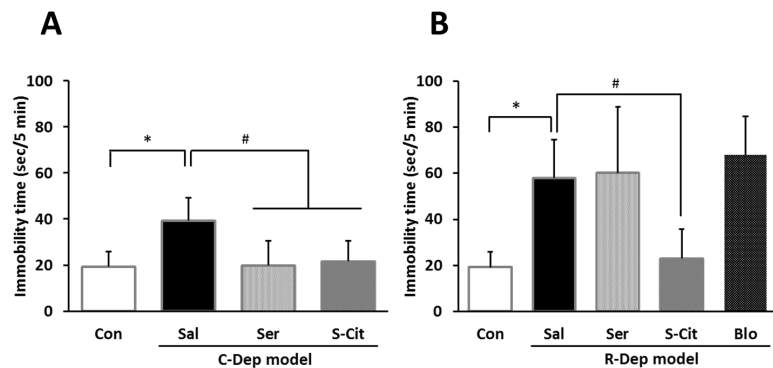 A
Immobility time (sec/5 min)
100
80
60
40
20
0
*
#
Con Sal Ser S-Cit
C-Dep model
B
Immobility time (sec/5 min)
100
80
60
40
20
0
*
#
Con Sal Ser S-Cit Blo
R-Dep model